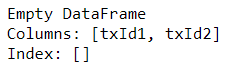 Empty DataFrame
Columns: [txId1, txId2]
Index: []